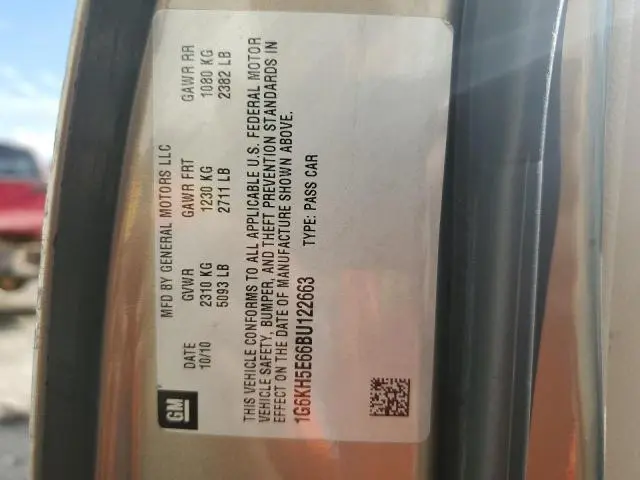 GM
MFD BY GENERAL MOTORS LLC
DATE GVWR GAWR FRT GAWR RR
10/10 2310 KG 1230 KG 1080 KG
5093 LB 2711 LB 2382 LB
THIS VEHICLE CONFORMS TO ALL APPLICABLE U.S. FEDERAL MOTOR
VEHICLE SAFETY, BUMPER, AND THEFT PREVENTION STANDARDS IN
EFFECT ON THE DATE OF MANUFACTURE SHOWN ABOVE.
1G6KH5E66BU122663 TYPE: PASS CAR